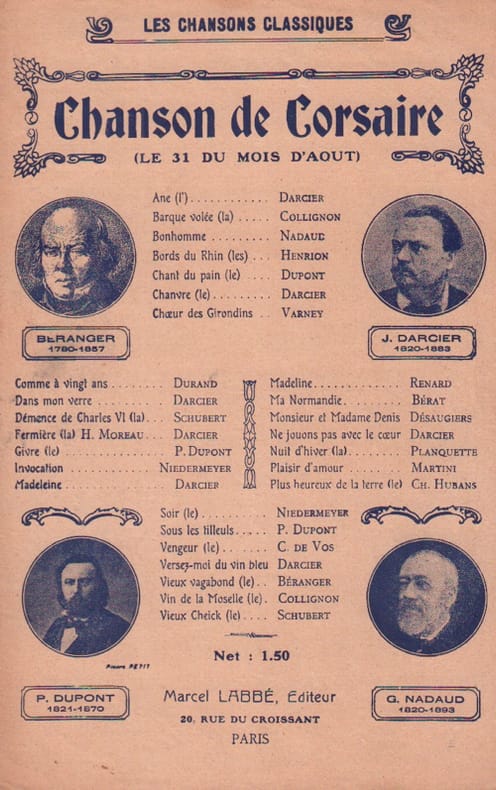 LES CHANSONS CLASSIQUES
Chanson de Corsaire
(LE 31 DU MOIS D'AOUT)
Ane (l') . . . . . . . . . . . . DARCIER
Barque volée (la) . . . . . COLLIGNON
Bonhomme . . . . . . . . . NADAUD
Bords du Rhin (les) . . . HENRION
Chant du pain (le) . . . . DUPONT
Chanvre (le) . . . . . . . . . DARCIER
Chœur des Girondins . . VARNEY
BÉRANGER
1780-1857
J. DARCIER
1820-1883
Comme à vingt ans . . . . . . . . DURAND
Dans mon verre . . . . . . . . . DARCIER
Démence de Charles VI (la) . . . SCHUBERT
Fermière (la) H. MOREAU . . . DARCIER
Givre (le) . . . . . . . . . . . P. DUPONT
Invocation . . . . . . . . . . NIEDERMEYER
Madeleine . . . . . . . . . . . DARCIER
Madeline . . . . . . . . . . . . RENARD
Ma Normandie . . . . . . . . BÉRAT
Monsieur et Madame Denis DÉSAUGIERS
Ne jouons pas avec le cœur DARCIER
Nuit d'hiver (la) . . . . . . . PLANQUETTE
Plaisir d'amour . . . . . . . . MARTINI
Plus heureux de la terre (le) CH. HUBANS
Soir (le) . . . . . . . . . . . NIEDERMEYER
Sous les tilleuls . . . . . . P. DUPONT
Vengeur (le) . . . . . . . . C. DE VOS
Versez-moi du vin bleu DARCIER
Vieux vagabond (le) . . BÉRANGER
Vin de la Moselle (le) . COLLIGNON
Vieux Cheick (le) . . . . SCHUBERT
Pierre PETIT
Net : 1.50
P. DUPONT
1821-1870
G. NADAUD
1820-1893
Marcel LABBÉ, Editeur
20, RUE DU CROISSANT
PARIS